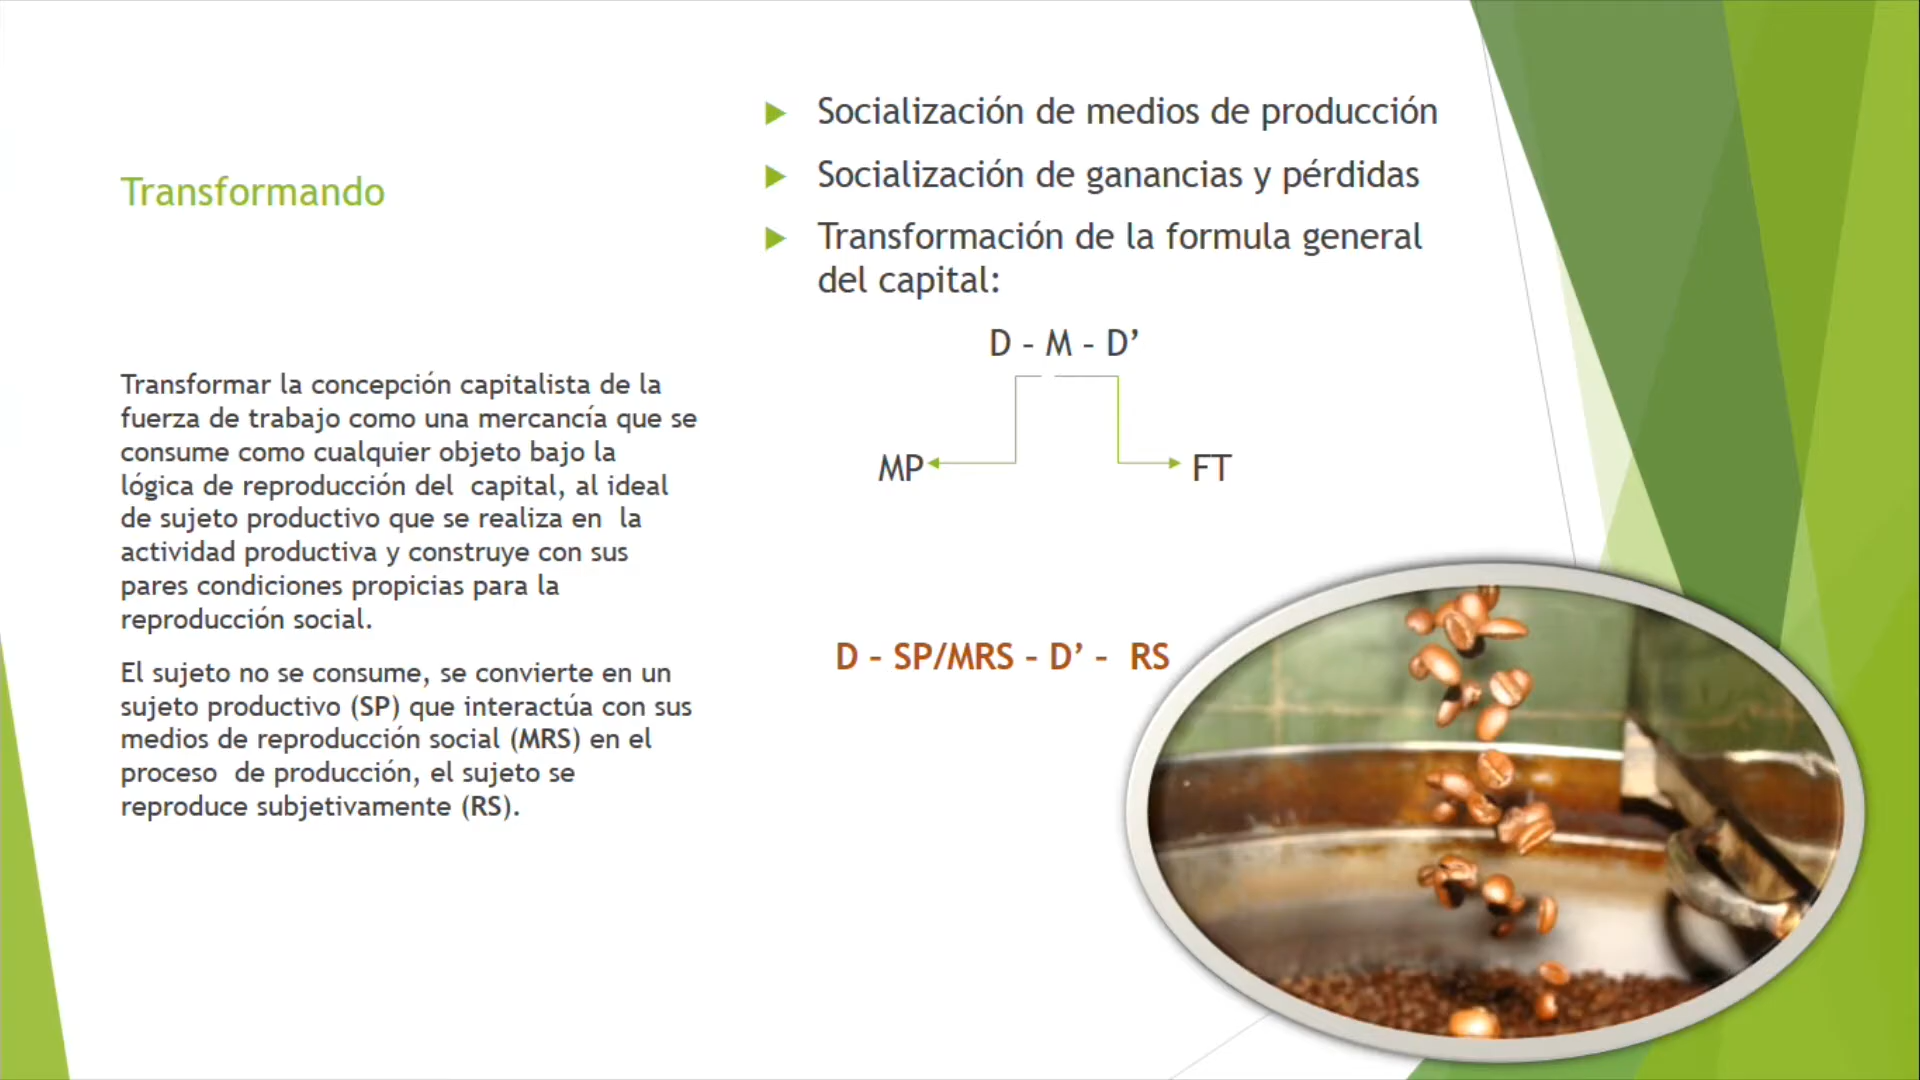 Transformando
Transformar la concepción capitalista de la
fuerza de trabajo como una mercancía que se
consume como cualquier objeto bajo la
lógica de reproducción del  capital, al ideal
de sujeto productivo que se realiza en  la
actividad productiva y construye con sus
pares condiciones propicias para la
reproducción social.
El sujeto no se consume, se convierte en un
sujeto productivo (SP) que interactúa con sus
medios de reproducción social (MRS) en el
proceso  de producción, el sujeto se
reproduce subjetivamente (RS).
Socialización de medios de producción
Socialización de ganancias y pérdidas
Transformación de la formula general
del capital:
D – M – D’
MP FT
D – SP/MRS – D’ –  RS